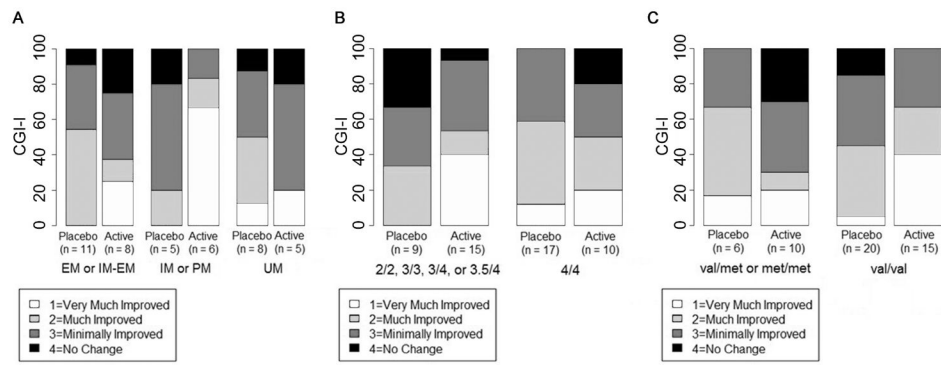 A
CGI-I
100
80
60
40
20
0
Placebo Active Placebo Active Placebo Active
(n = 11) (n = 8) (n = 5) (n = 6) (n = 8) (n = 5)
EM or IM-EM IM or PM UM
1=Very Much Improved
2=Much Improved
3=Minimally Improved
4=No Change
B
CGI-I
100
80
60
40
20
0
Placebo Active Placebo Active
(n = 9) (n = 15) (n = 17) (n = 10)
2/2, 3/3, 3/4, or 3.5/4 4/4
1=Very Much Improved
2=Much Improved
3=Minimally Improved
4=No Change
C
CGI-I
100
80
60
40
20
0
Placebo Active Placebo Active
(n = 6) (n = 10) (n = 20) (n = 15)
val/met or met/met val/val
1=Very Much Improved
2=Much Improved
3=Minimally Improved
4=No Change